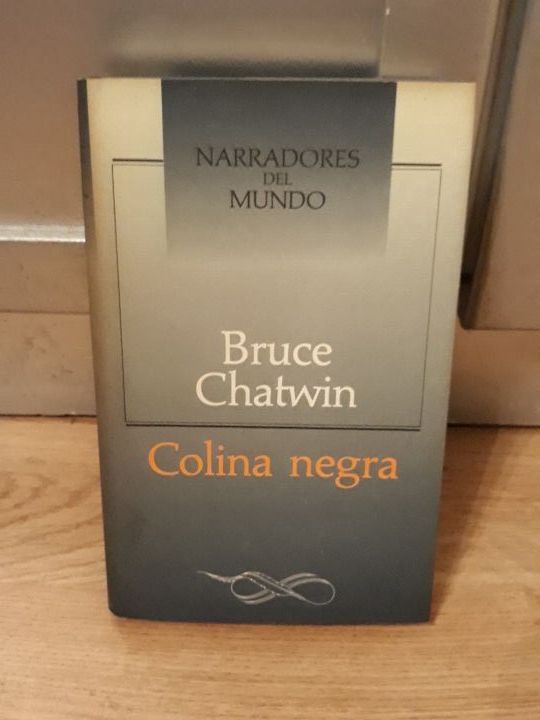 NARRADORES
DEL
MUNDO
Bruce
Chatwin
Colina negra